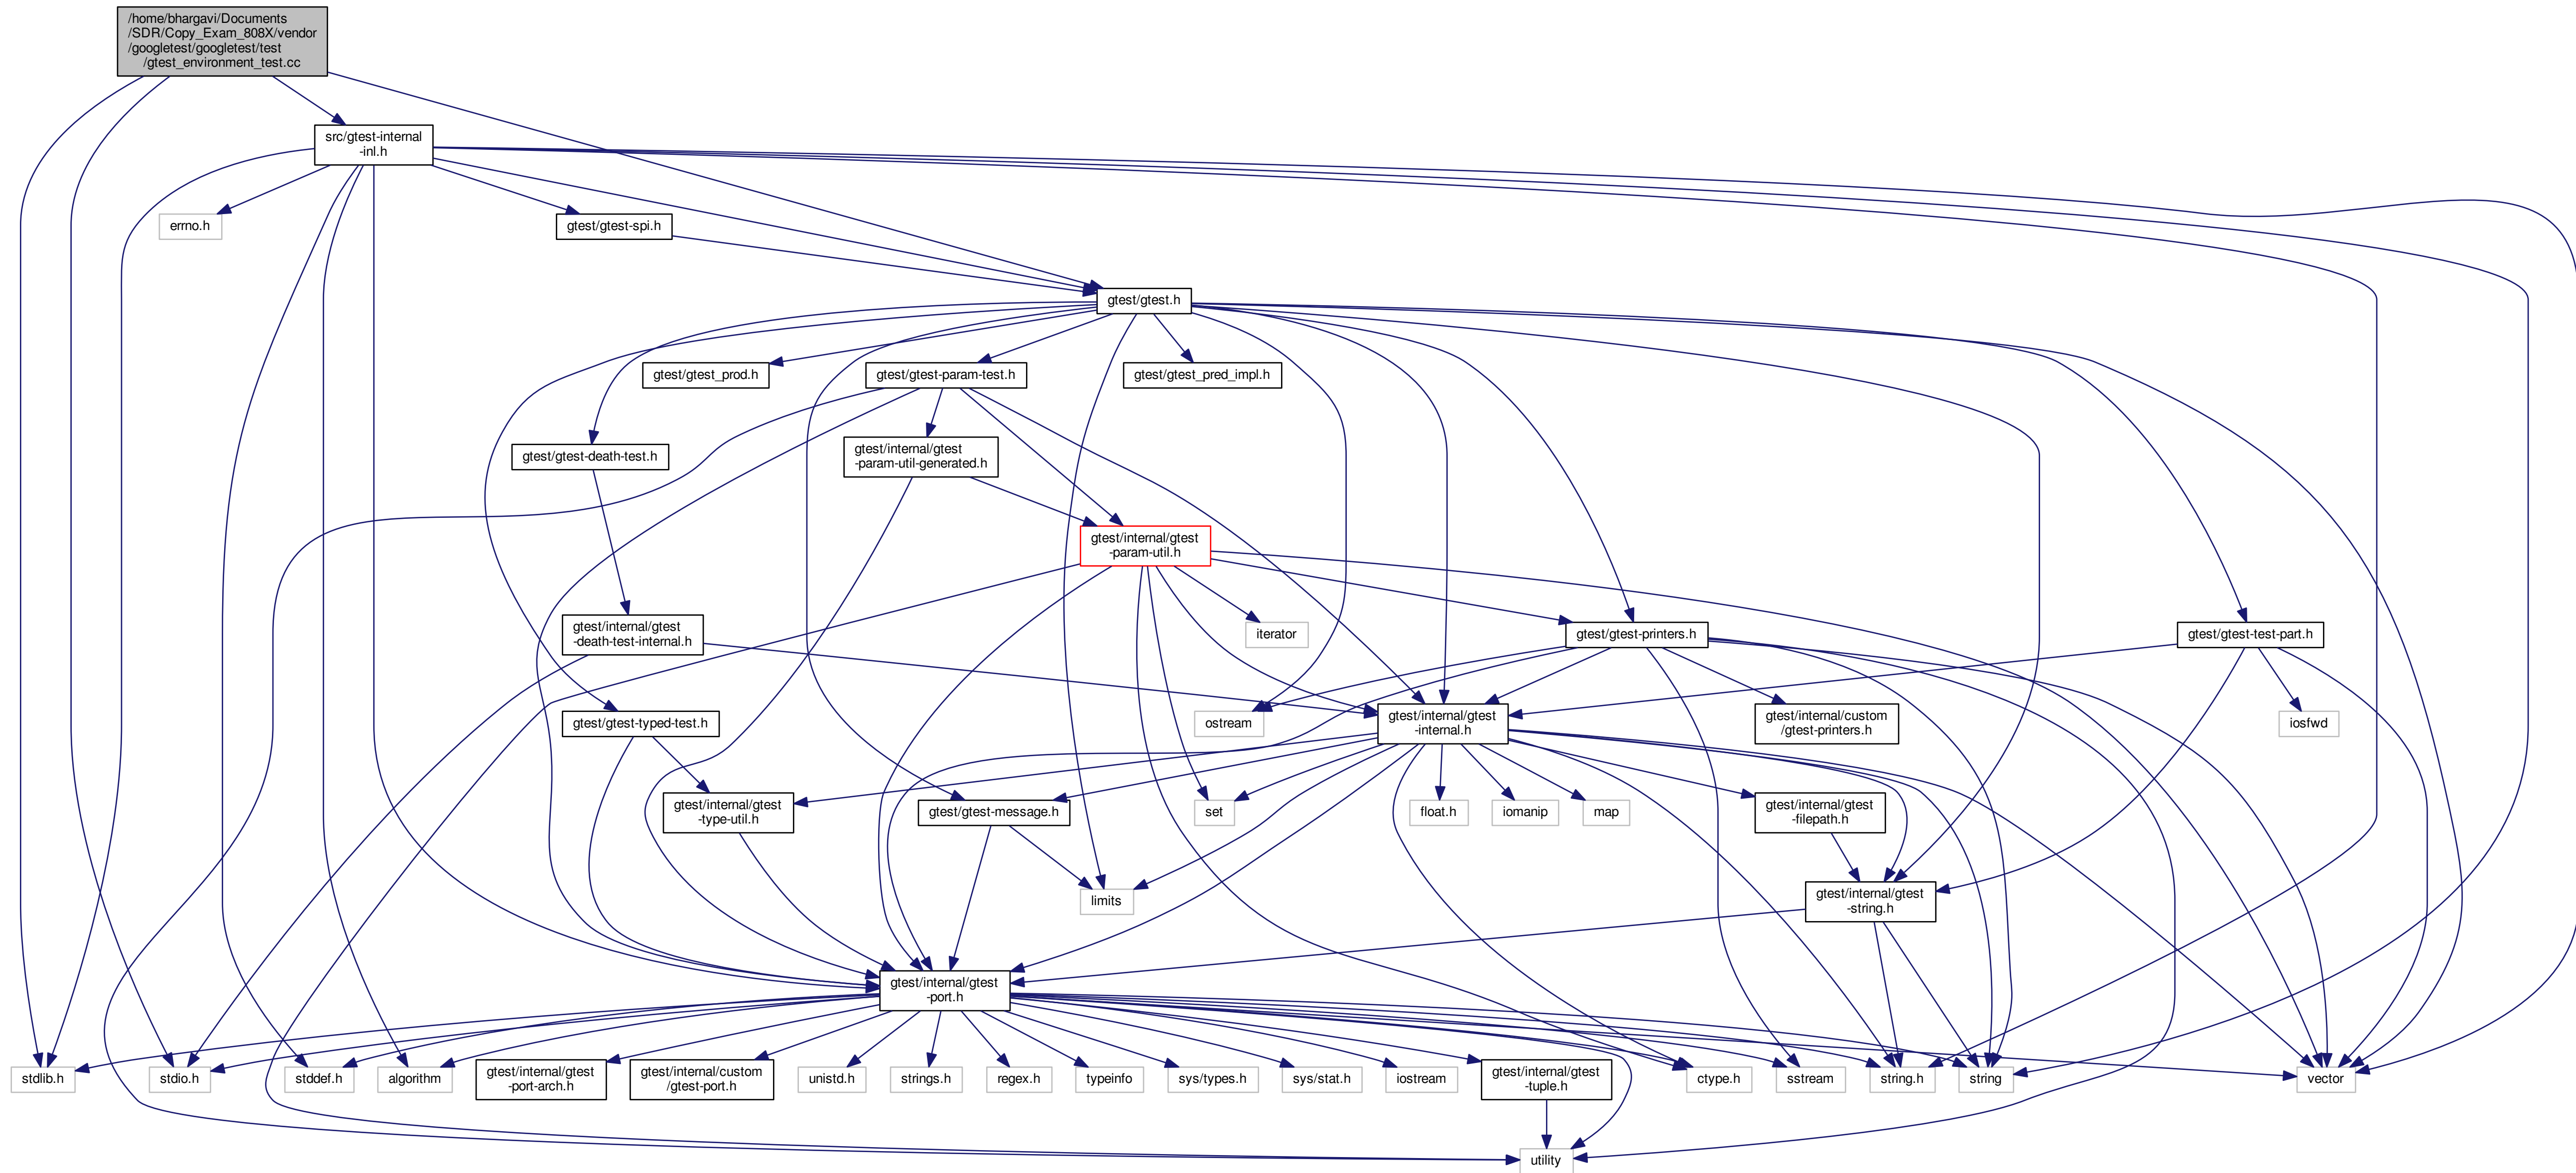 /home/bhargavi/Documents
/SDR/Copy_Exam_808X/vendor
/googletest/googletest/test
/gtest_environment_test.cc
src/gtest-internal
-inl.h
errno.h
gtest/gtest-spi.h
gtest/gtest.h
gtest/gtest_prod.h
gtest/gtest-param-test.h
gtest/gtest_pred_impl.h
gtest/gtest-death-test.h
gtest/internal/gtest
-param-util-generated.h
gtest/internal/gtest
-param-util.h
gtest/internal/gtest
-death-test-internal.h
iterator
gtest/gtest-printers.h
gtest/gtest-test-part.h
gtest/gtest-typed-test.h
ostream
gtest/internal/gtest
-internal.h
gtest/internal/custom
/gtest-printers.h
iosfwd
gtest/internal/gtest
-type-util.h
gtest/gtest-message.h
set
float.h
iomanip
map
gtest/internal/gtest
-filepath.h
limits
gtest/internal/gtest
-string.h
gtest/internal/gtest
-port.h
stdlib.h
stdio.h
stddef.h
algorithm
gtest/internal/gtest
-port-arch.h
gtest/internal/custom
/gtest-port.h
unistd.h
strings.h
regex.h
typeinfo
sys/types.h
sys/stat.h
iostream
gtest/internal/gtest
-tuple.h
ctype.h
sstream
string.h
string
vector
utility